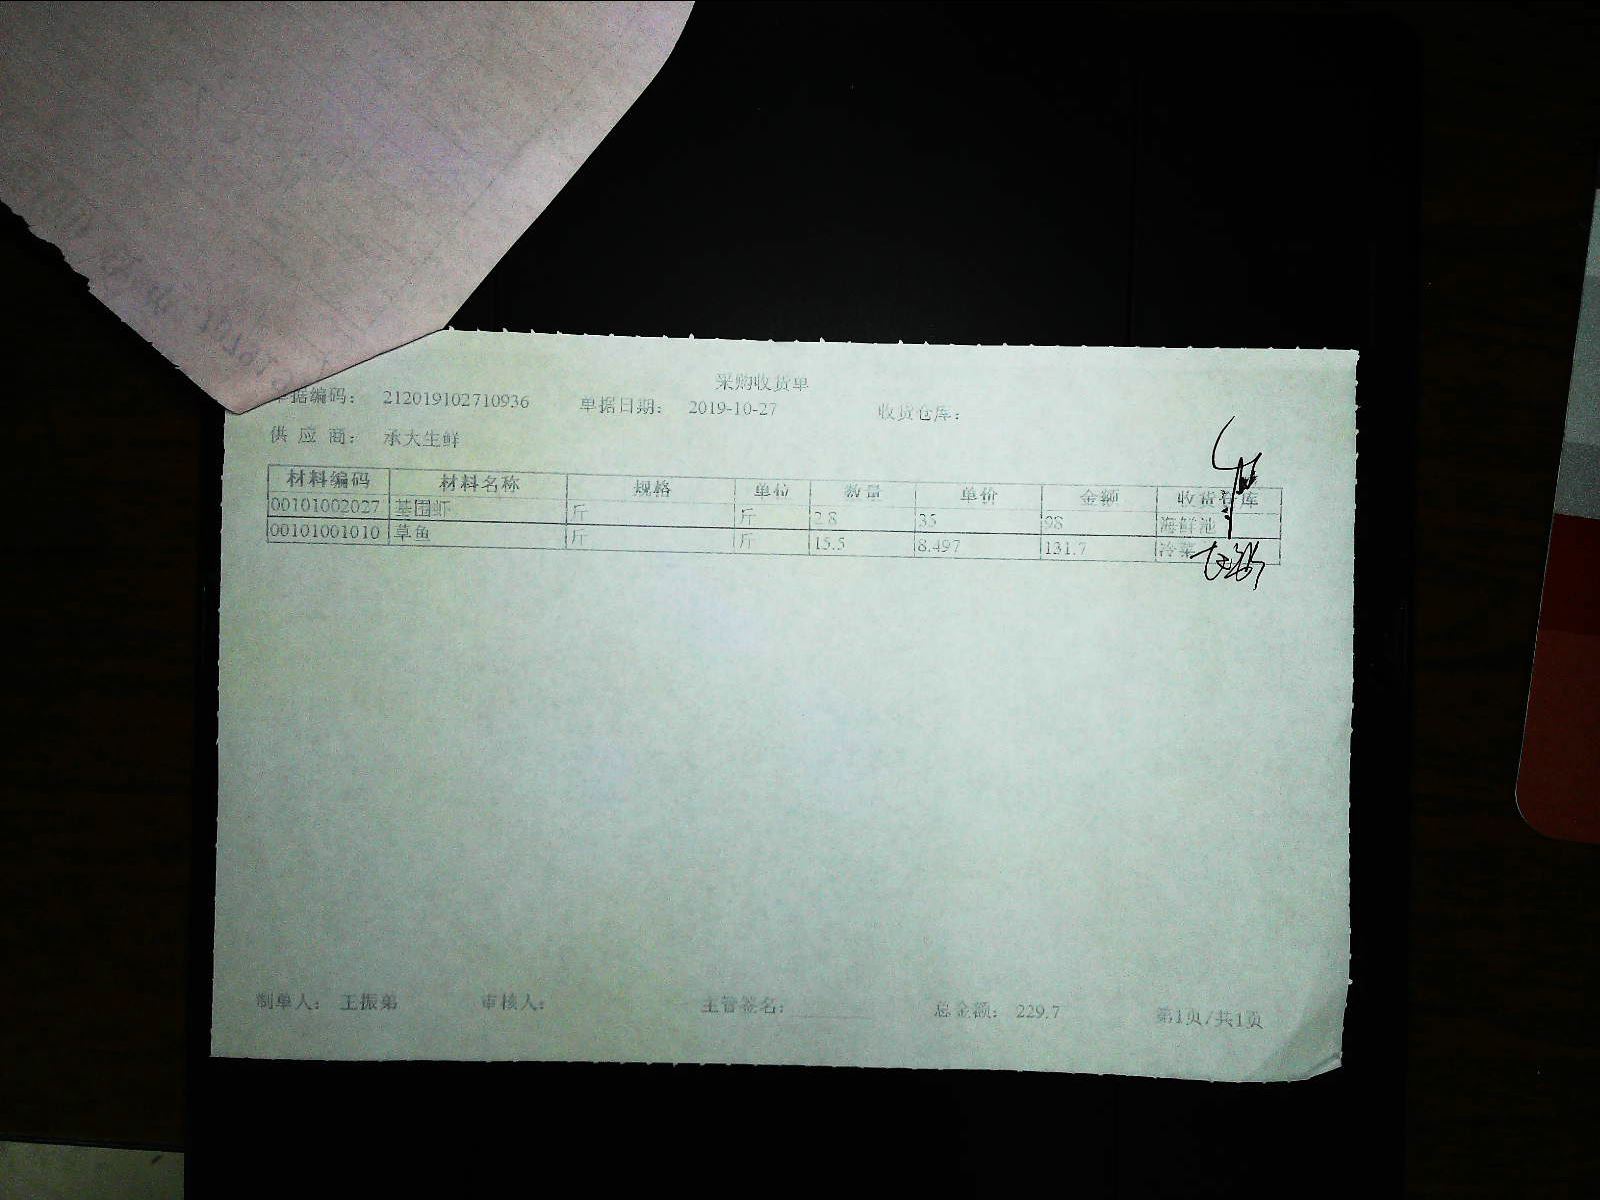 采购收货单
单据编码: 212019102710936 单据日期: 2019-10-27 收货仓库:
供应商: 承大生鲜
材料编码 材料名称 规格 单位 数量 单价 金额 收货仓库
00101002027 基围虾 斤 斤 2.8 35 98 海鲜池
00101001010 草鱼 斤 斤 15.5 8.497 131.7 冷菜
制单人: 王振弟 审核人: 主管签名: 总金额: 229.7 第1页/共1页